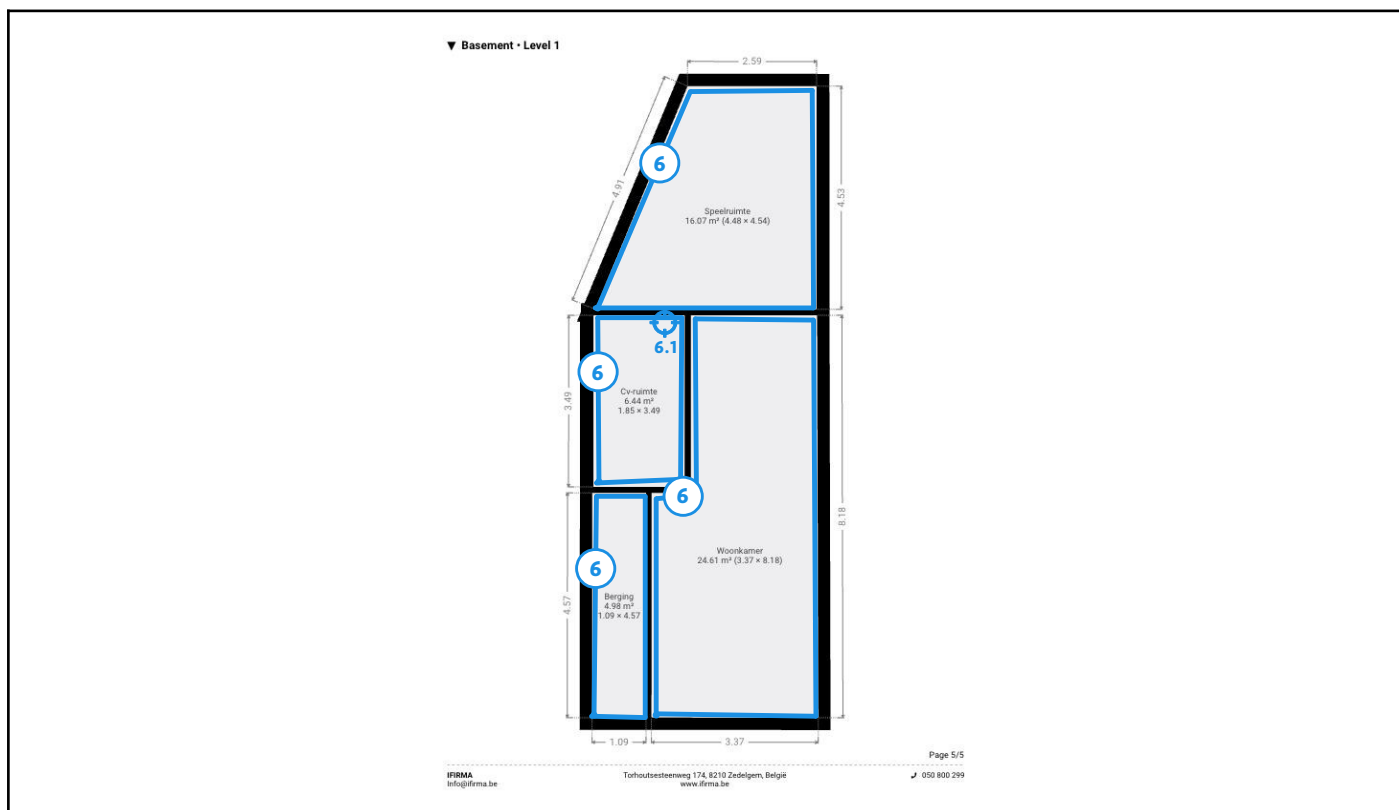 ▼ Basement • Level 1
2.59
6
4.91
4.53
Speelruimte
16.07 m² (4.48 × 4.54)
6.1
6
3.49
Cv-ruimte
6.44 m²
1.85 × 3.49
6
8.18
Woonkamer
24.61 m² (3.37 × 8.18)
6
4.57
Berging
4.98 m²
1.09 × 4.57
1.09
3.37
Page 5/5
IFIRMA
Info@ifirma.be
Torhoutsesteenweg 174, 8210 Zedelgem, België
www.ifirma.be
050 800 299